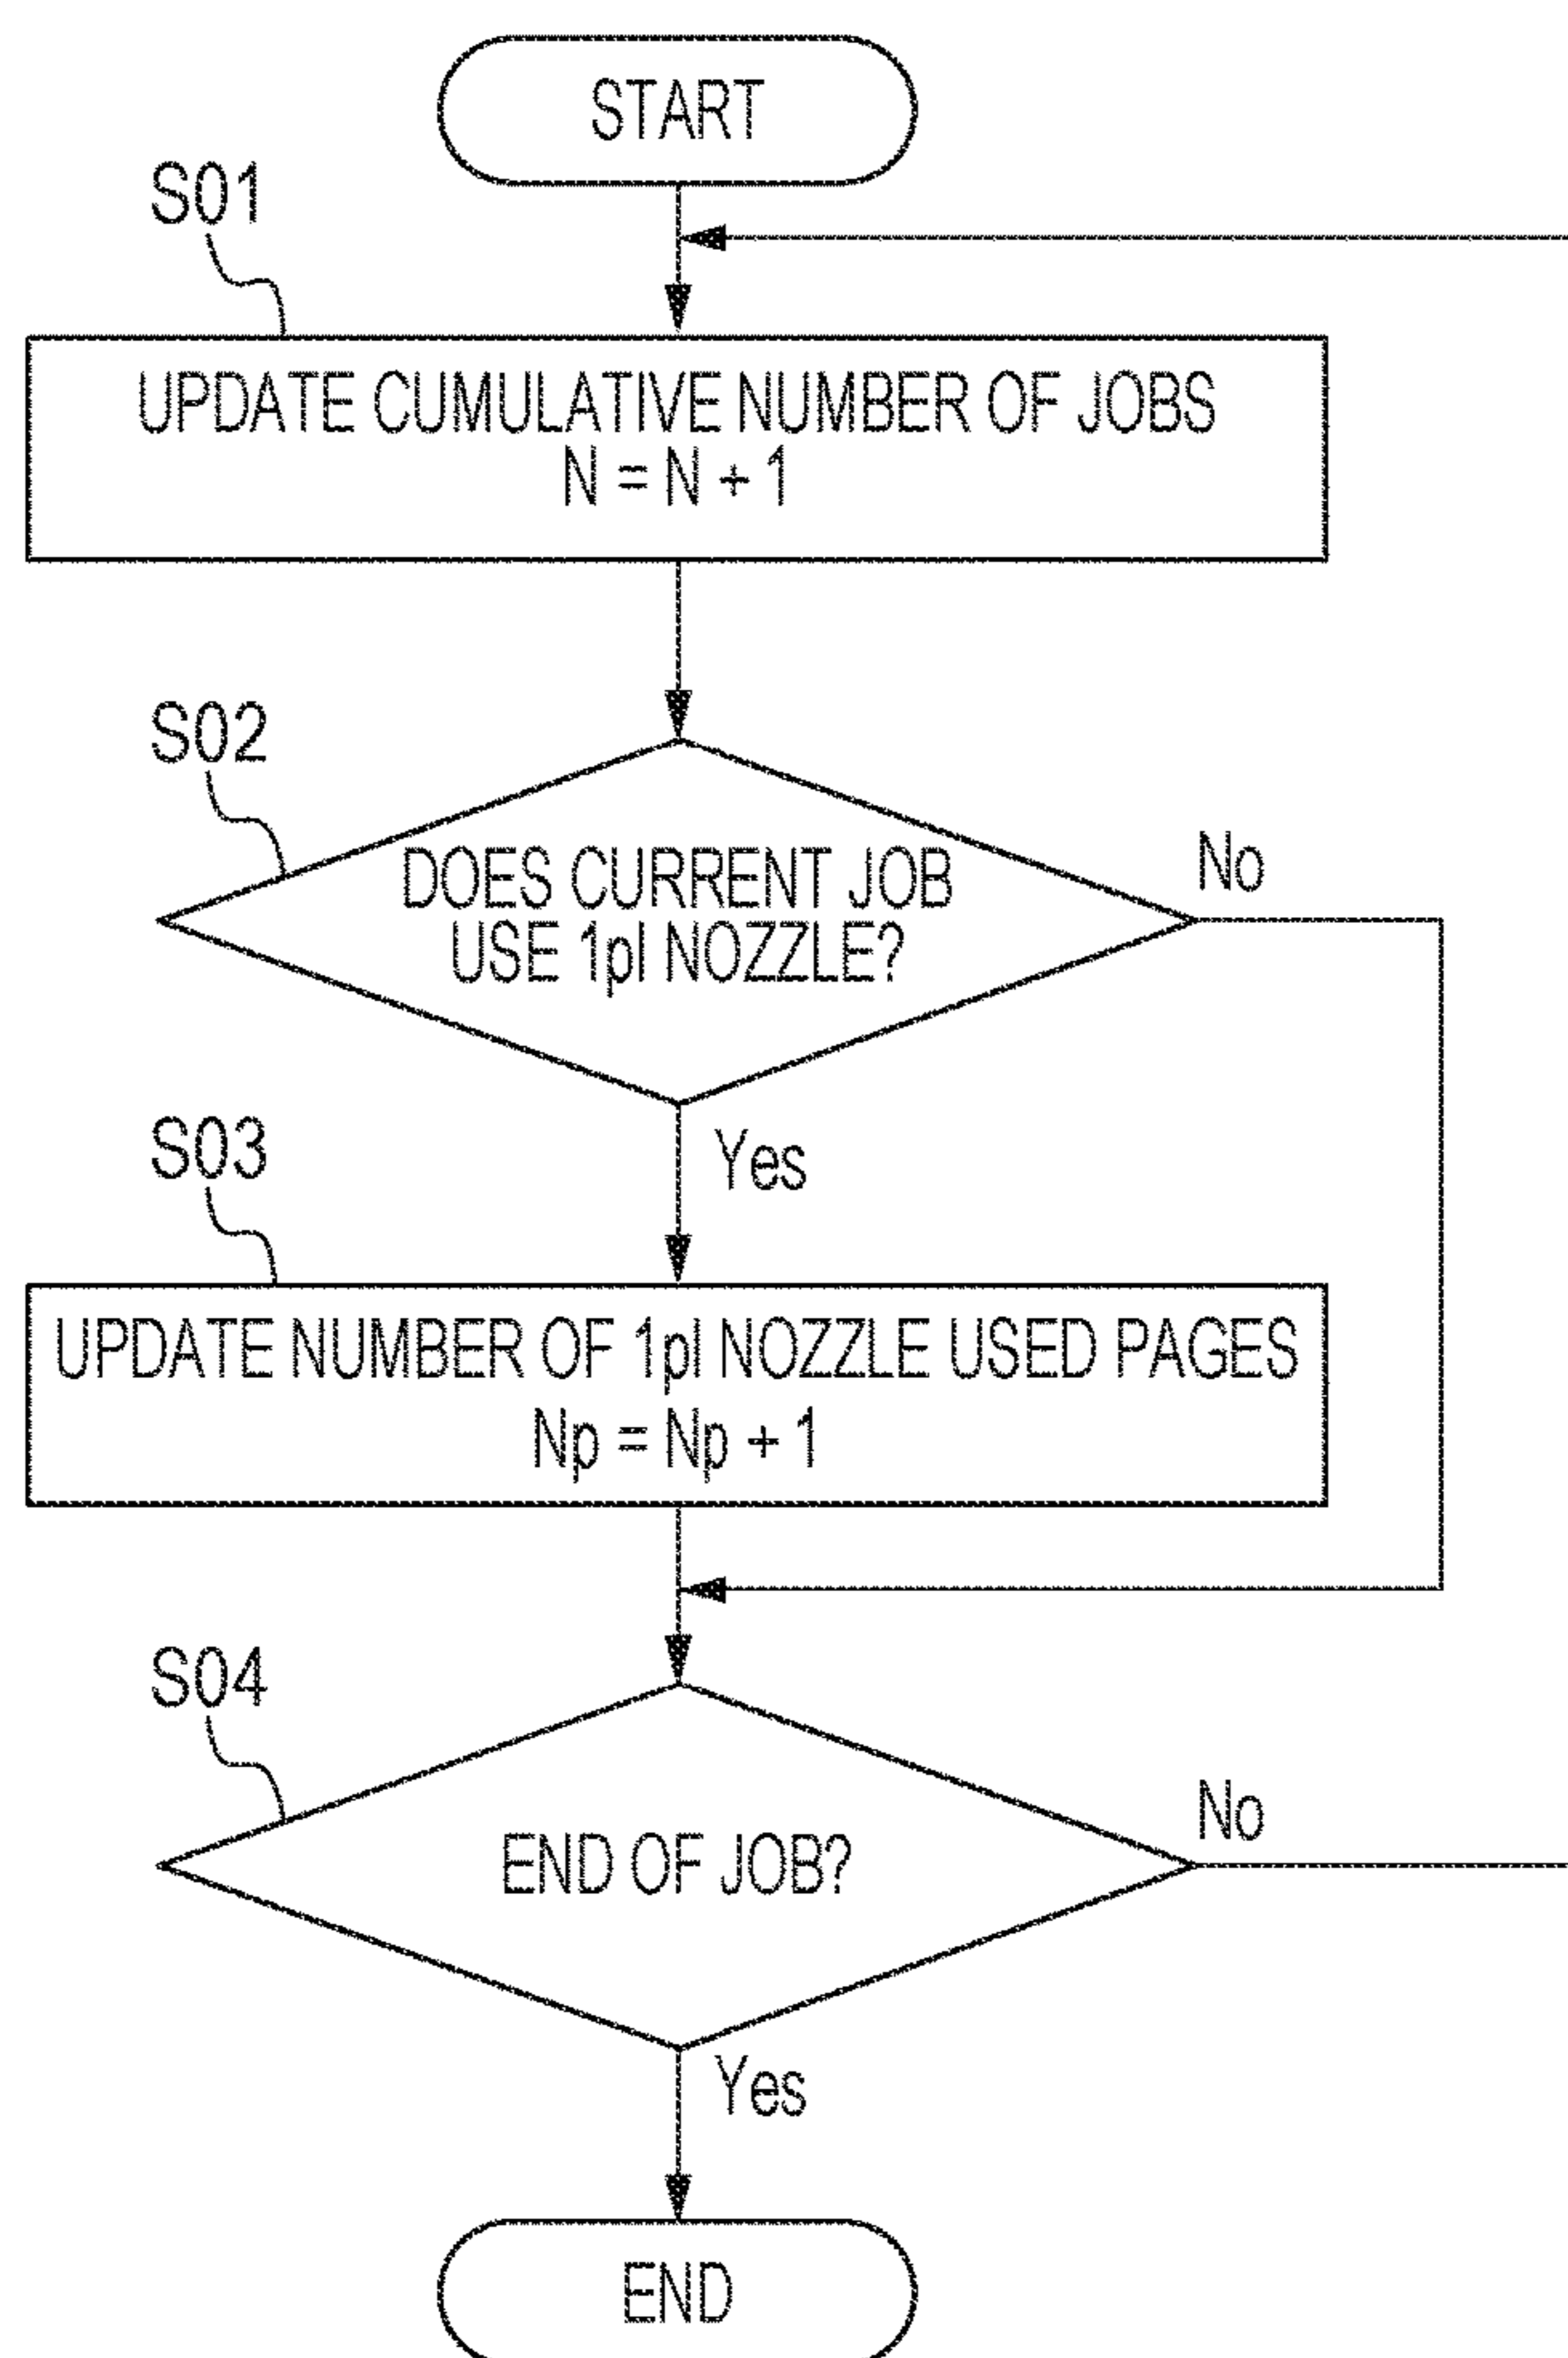 START
S01
UPDATE CUMULATIVE NUMBER OF JOBS
N = N + 1
S02
DOES CURRENT JOB
USE 1pl NOZZLE?
No
Yes
S03
UPDATE NUMBER OF 1pl NOZZLE USED PAGES
Np = Np + 1
S04
END OF JOB?
No
Yes
END